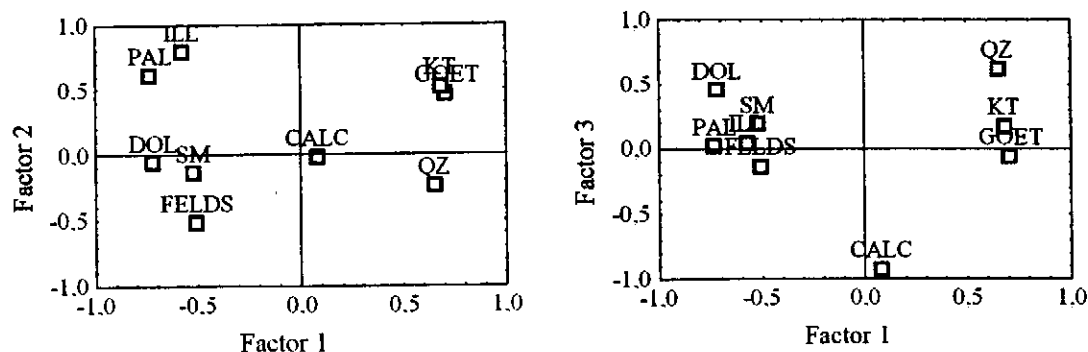 1.0
0.5
0.0
-0.5
-1.0
-1.0
-0.5
0.0
0.5
1.0
Factor 2
Factor 1
ILL
PAL
KT
GOET
CALC
DOL
SM
QZ
FELDS
1.0
0.5
0.0
-0.5
-1.0
-1.0
-0.5
0.0
0.5
1.0
Factor 3
Factor 1
QZ
DOL
SM
KT
PAL
ILL
GOET
FELDS
CALC